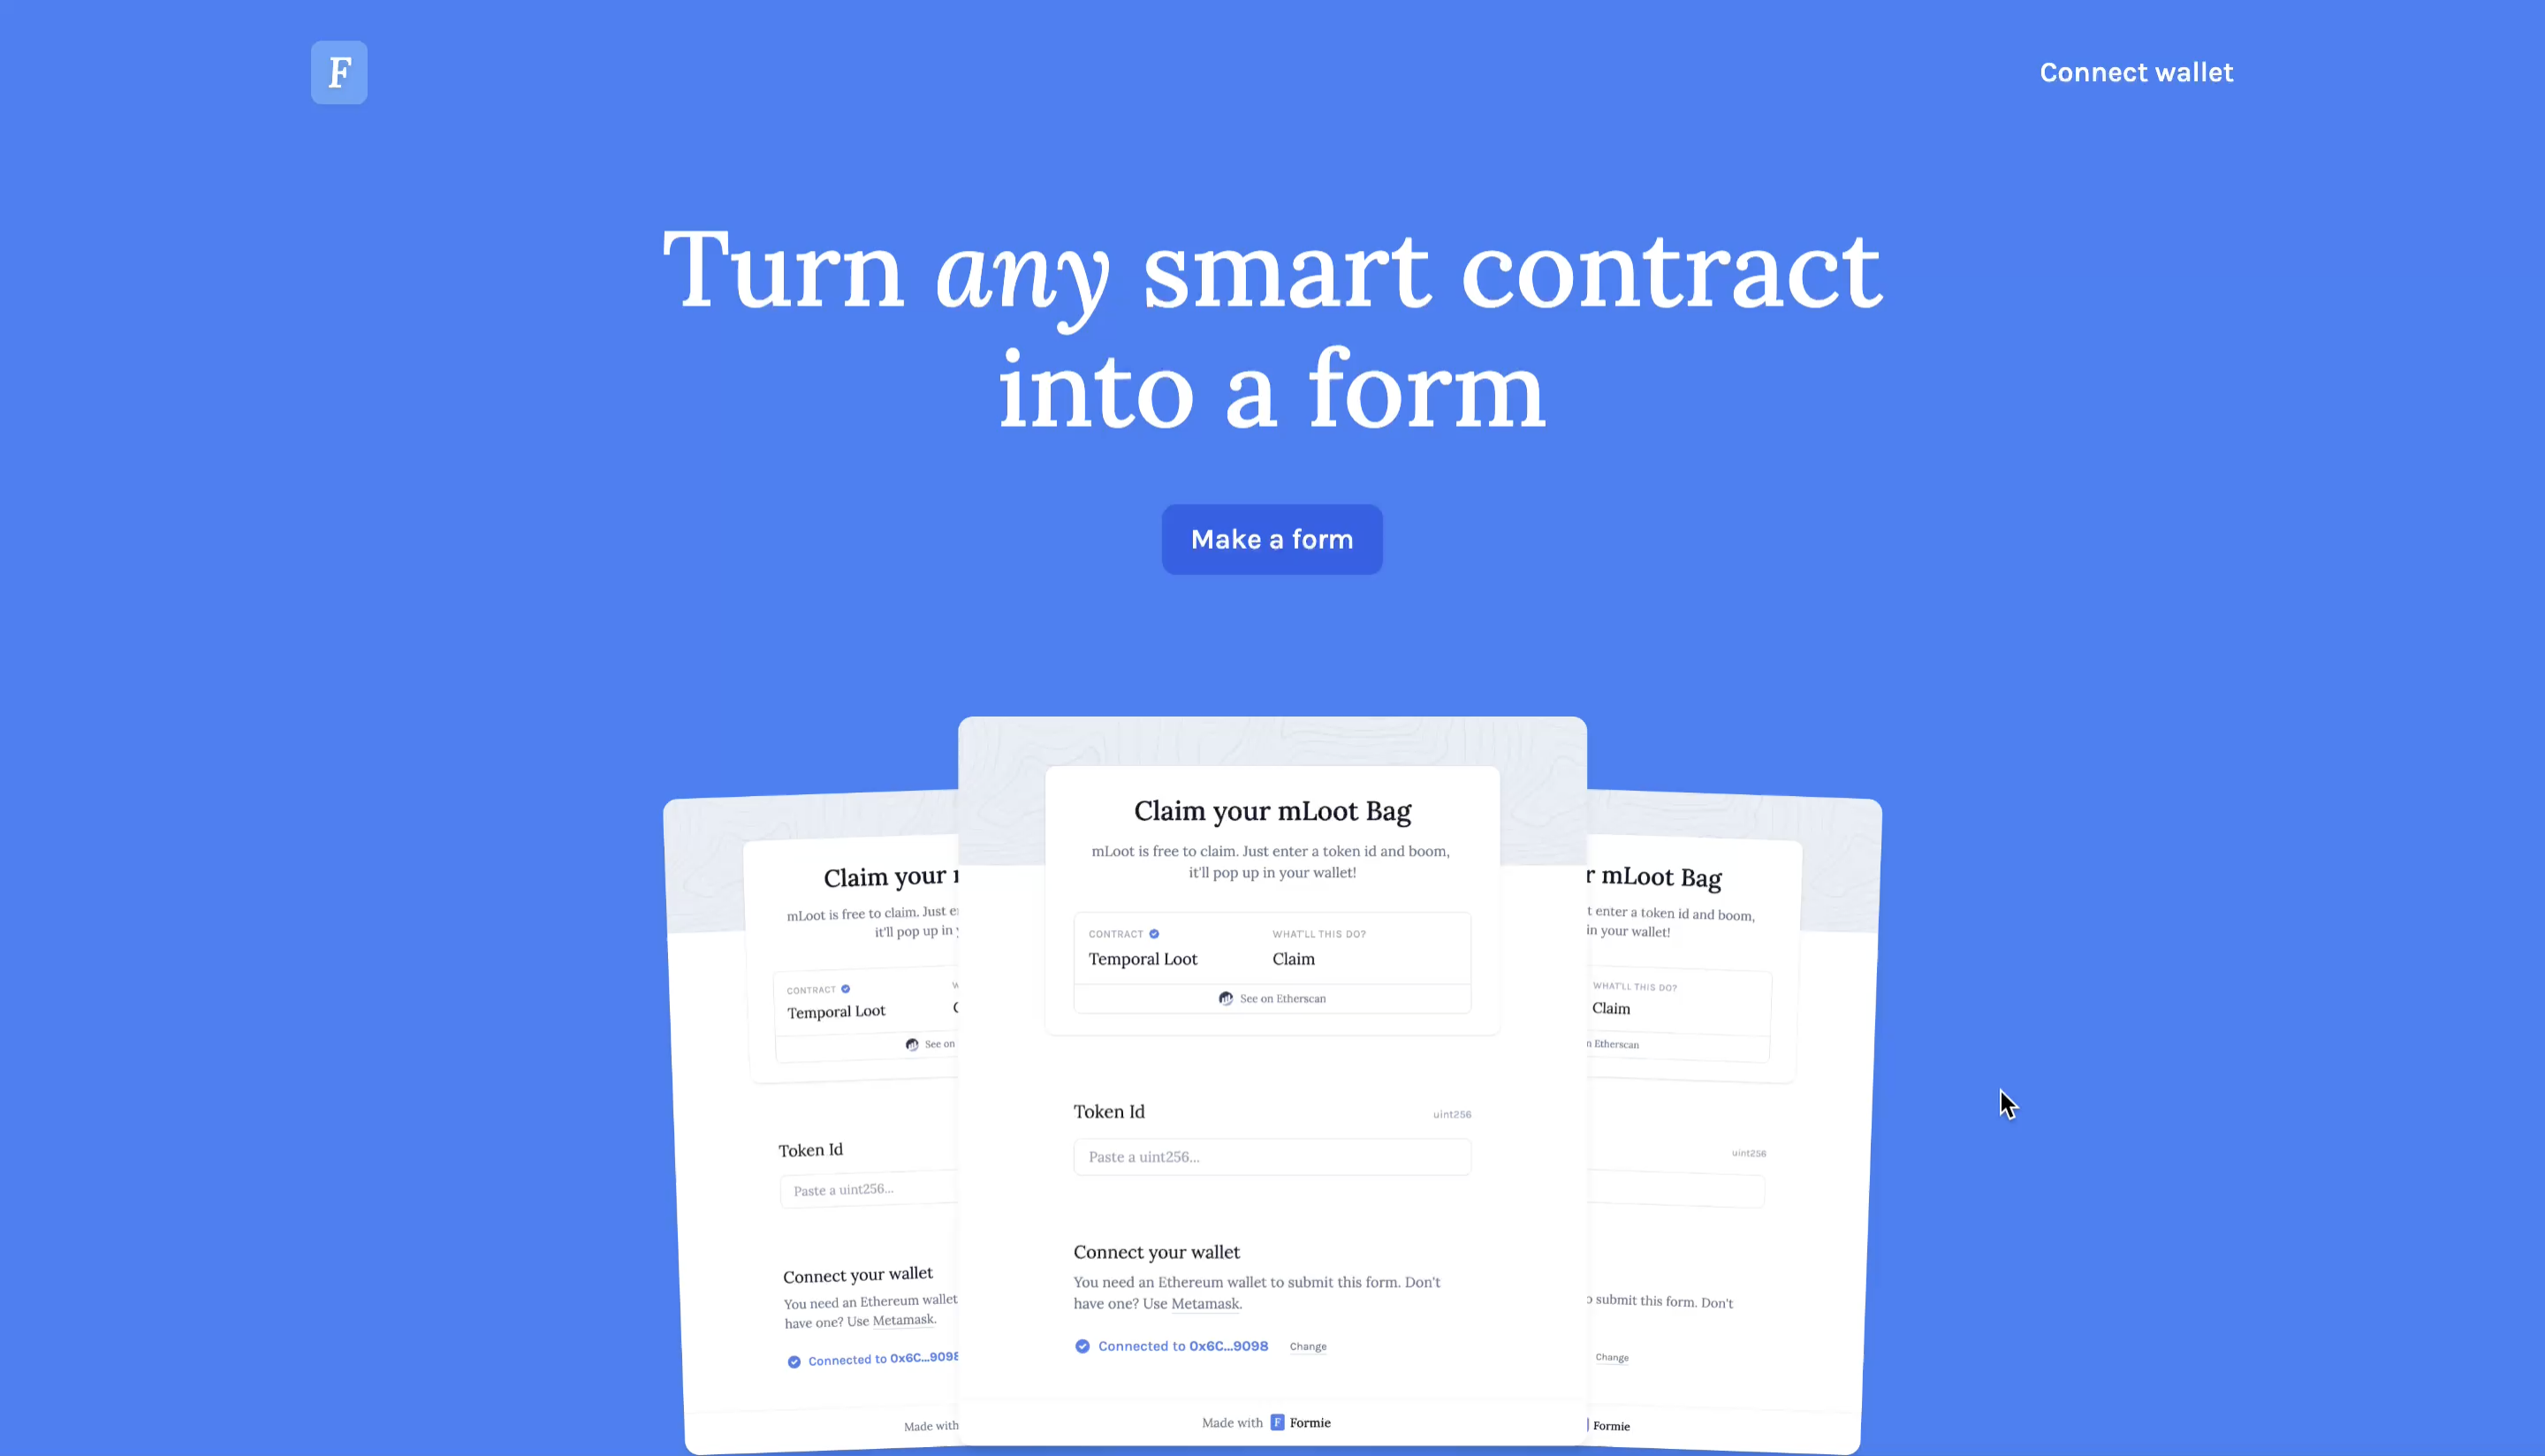 F
Connect wallet
Turn any smart contract
into a form
Make a form
Claim your mLoot Bag
mLoot is free to claim. Just enter a token id and boom,
it'll pop up in your wallet!
CONTRACT
WHAT'LL THIS DO?
Temporal Loot
Claim
See on Etherscan
Token Id
uint256
Paste a uint256...
Connect your wallet
You need an Ethereum wallet to submit this form. Don't
have one? Use Metamask.
Connected to 0x6C...9098
Change
Made with F Formie
Claim your
mLoot is free to claim. Just
it'll pop up in
CONTRACT
Temporal Loot
See on
Token Id
Paste a uint256...
Connect your wallet
You need an Ethereum wallet
have one? Use Metamask.
Connected to 0x6C...9098
Made with
mLoot Bag
enter a token id and boom,
in your wallet!
WHAT'LL THIS DO?
Claim
Etherscan
uint256
submit this form. Don't
Change
Formie